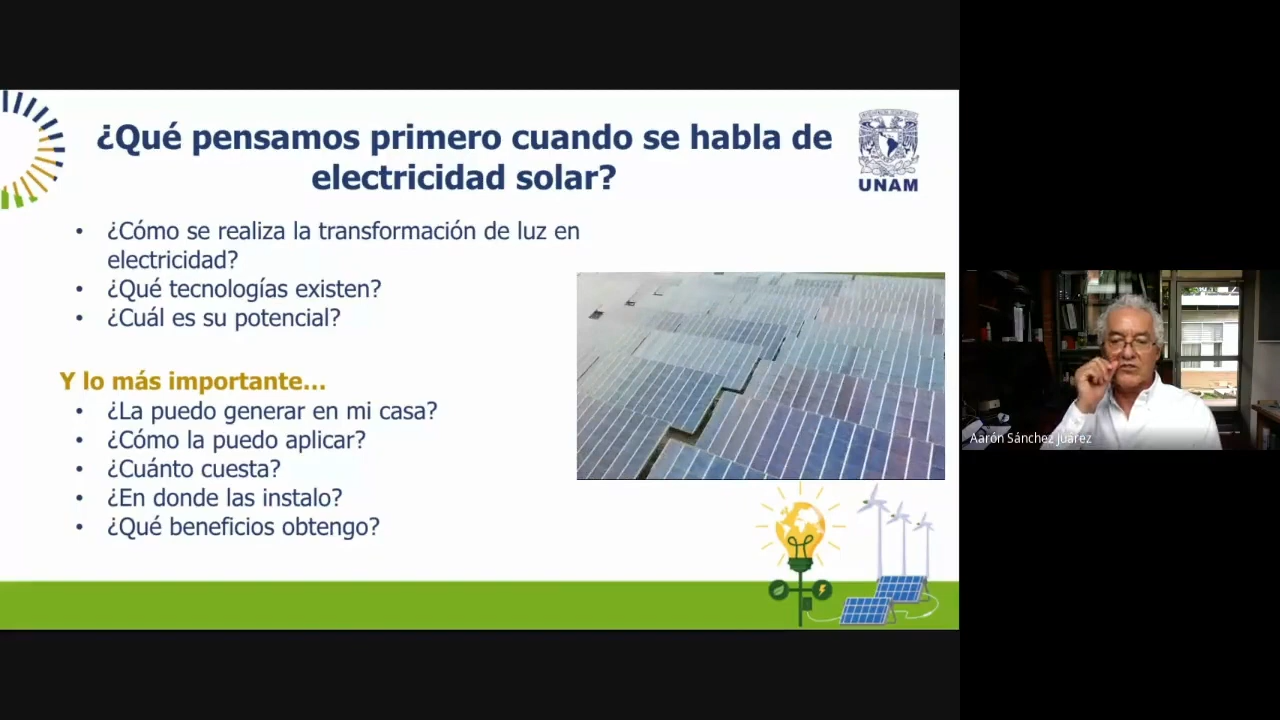 ¿Qué pensamos primero cuando se habla de
electricidad solar?
UNAM
• ¿Cómo se realiza la transformación de luz en
electricidad?
• ¿Qué tecnologías existen?
• ¿Cuál es su potencial?
Y lo más importante...
• ¿La puedo generar en mi casa?
• ¿Cómo la puedo aplicar?
• ¿Cuánto cuesta?
• ¿En donde las instalo?
• ¿Qué beneficios obtengo?
Aarón Sánchez Juarez